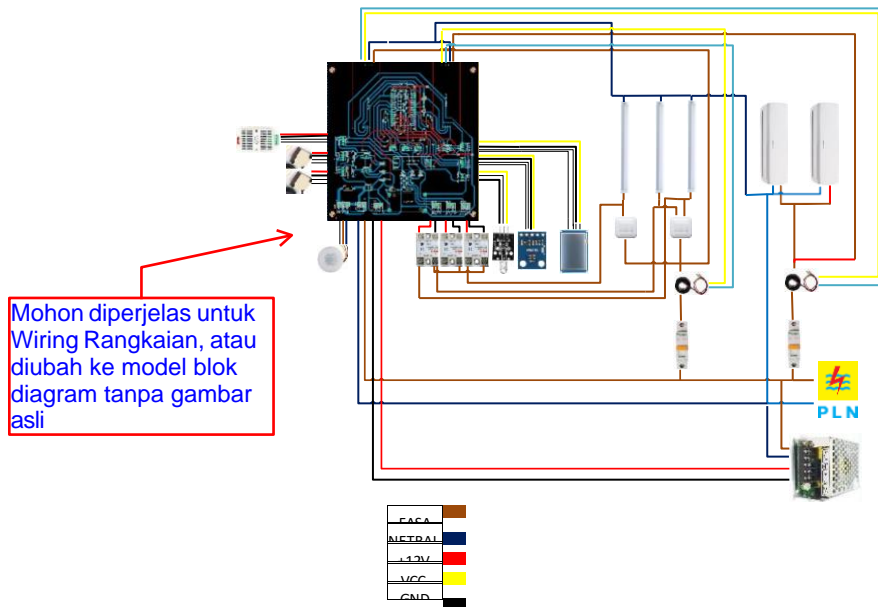 Mohon diperjelas untuk
Wiring Rangkaian, atau
diubah ke model blok
diagram tanpa gambar
asli
PLN
FASA
NETRAL
+12V
VCC
GND